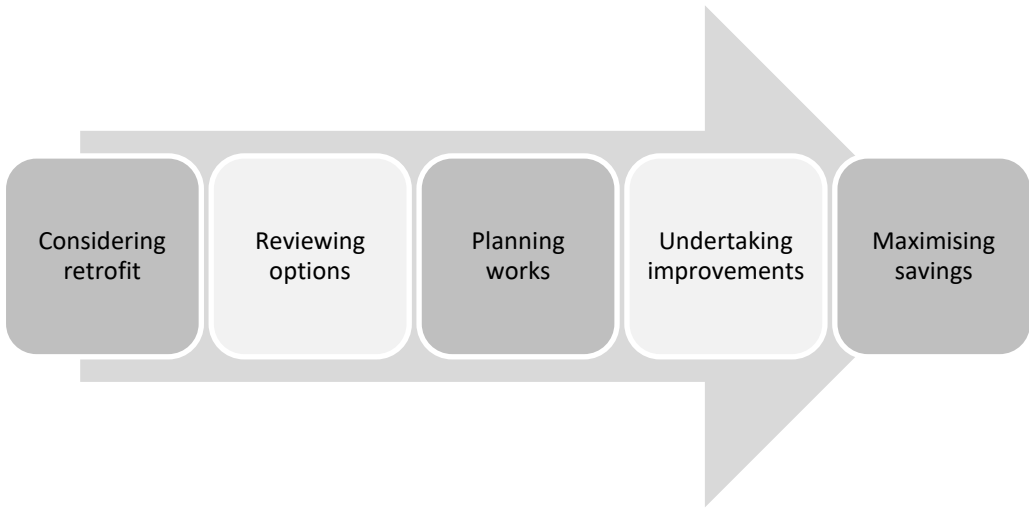 Considering
retrofit
Reviewing
options
Planning
works
Undertaking
improvements
Maximising
savings